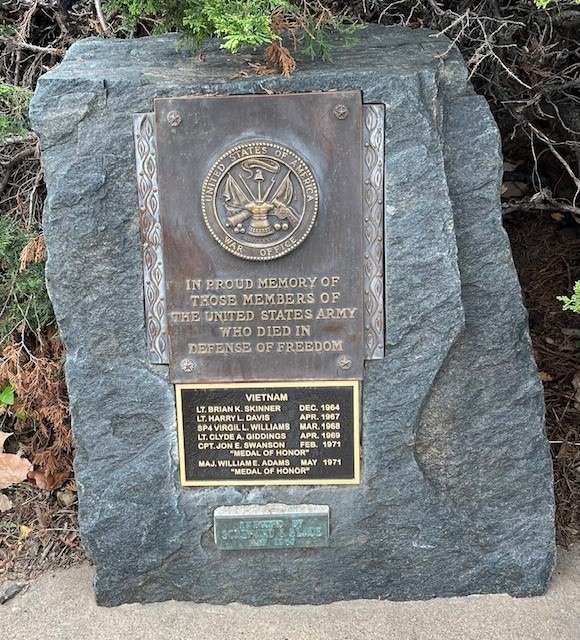 UNITED STATES OF AMERICA
WAR OFFICE
IN PROUD MEMORY OF
THOSE MEMBERS OF
THE UNITED STATES ARMY
WHO DIED IN
DEFENSE OF FREEDOM
VIETNAM
LT. BRIAN K. SKINNER DEC. 1964
LT. HARRY L. DAVIS APR. 1967
SP4 VIRGIL L. WILLIAMS MAR. 1968
LT. CLYDE A. GIDDINGS APR. 1969
CPT. JON E. SWANSON FEB. 1971
"MEDAL OF HONOR"
MAJ. WILLIAM E. ADAMS MAY 1971
"MEDAL OF HONOR"